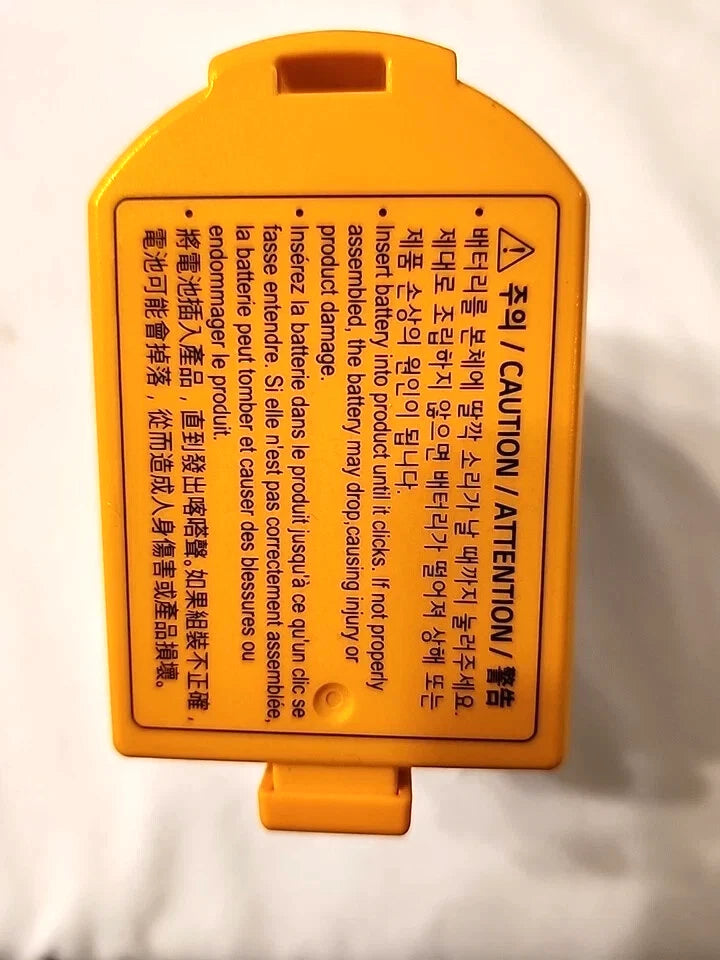 ⚠ 주의 / CAUTION / ATTENTION / 警告
• 배터리를 본체에 딸깍 소리가 날 때까지 눌러주세요.
제대로 조립하지 않으면 배터리가 떨어져 상해 또는
제품 손상의 원인이 됩니다.
• Insert battery into product until it clicks. If not properly
assembled, the battery may drop,causing injury or
product damage.
• Insérez la batterie dans le produit jusqu'à ce qu'un clic se
fasse entendre. Si elle n'est pas correctement assemblée,
la batterie peut tomber et causer des blessures ou
endommager le produit.
• 將電池插入產品，直到發出喀嗒聲。如果組裝不正確，
電池可能會掉落，從而造成人身傷害或產品損壞。